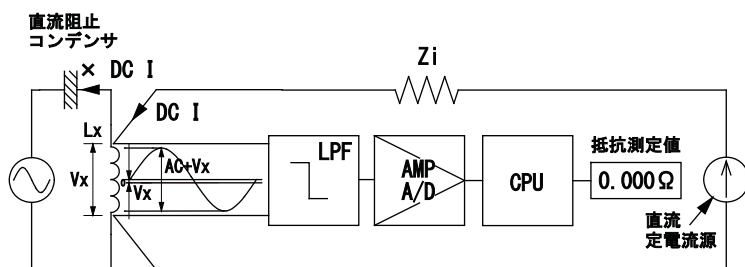 直流阻止
コンデンサ
× DC I
Zi
DC I
Lx
Vx
AC+Vx
Vx
LPF
AMP
A/D
CPU
抵抗測定値
0.000Ω
直流
定電流源